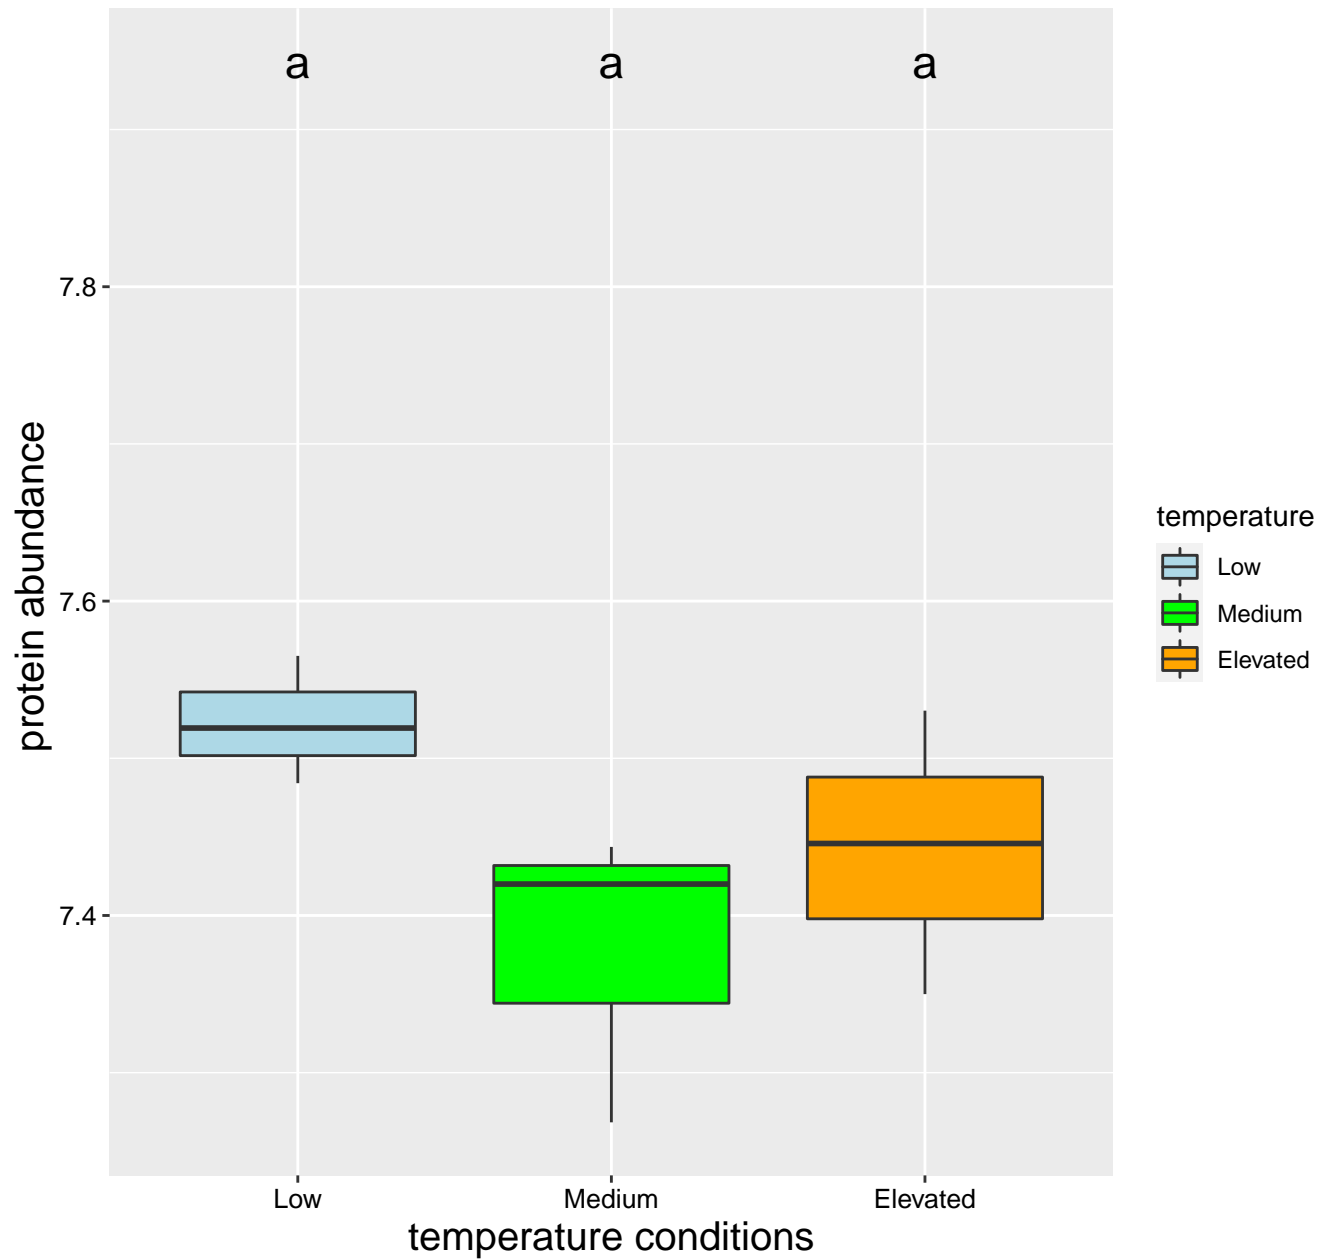 a a a
7.8
7.6
7.4
protein abundance
Low Medium Elevated
temperature conditions
temperature
Low
Medium
Elevated